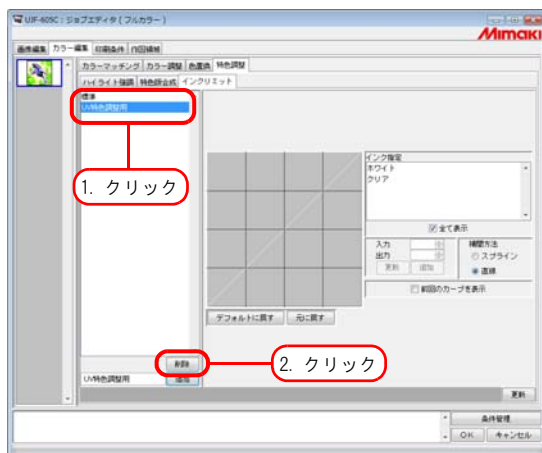 UJF-605C : ジョブエディタ ( フルカラー )
Mimaki
画像編集 カラー編集 印刷条件 作図領域
カラーマッチング カラー調整 色置換 特色調整
ハイライト強調 特色版合成 インクリミット
標準
UV特色調整用
1. クリック
インク指定
ホワイト
クリア
全て表示
入力
出力
更新 追加
補間方法
スプライン
直線
前回のカーブを表示
デフォルトに戻す 元に戻す
削除
2. クリック
UV特色調整用 追加
更新
条件管理
OK キャンセル